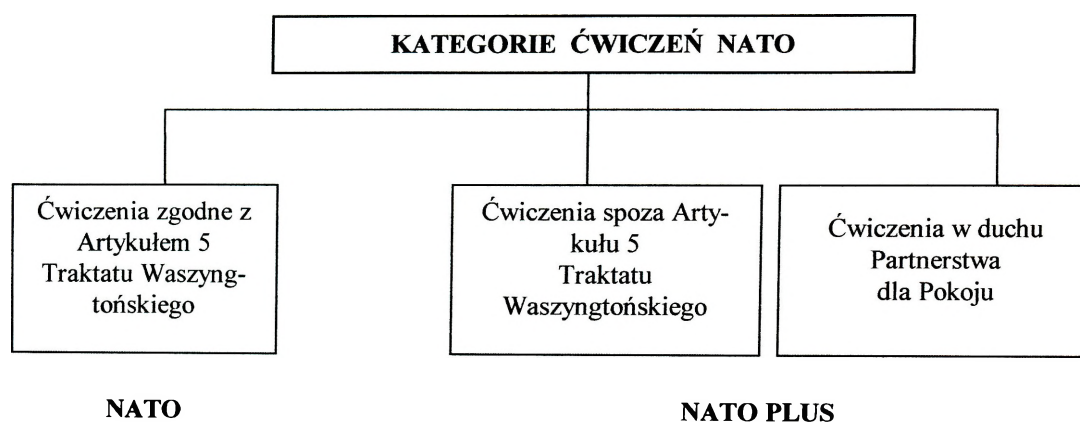 KATEGORIE ĆWICZEŃ NATO
Ćwiczenia zgodne z
Artykułem 5
Traktatu Waszyng-
tońskiego
Ćwiczenia spoza Arty-
kułu 5
Traktatu
Waszyngtońskiego
Ćwiczenia w duchu
Partnerstwa
dla Pokoju
NATO
NATO PLUS